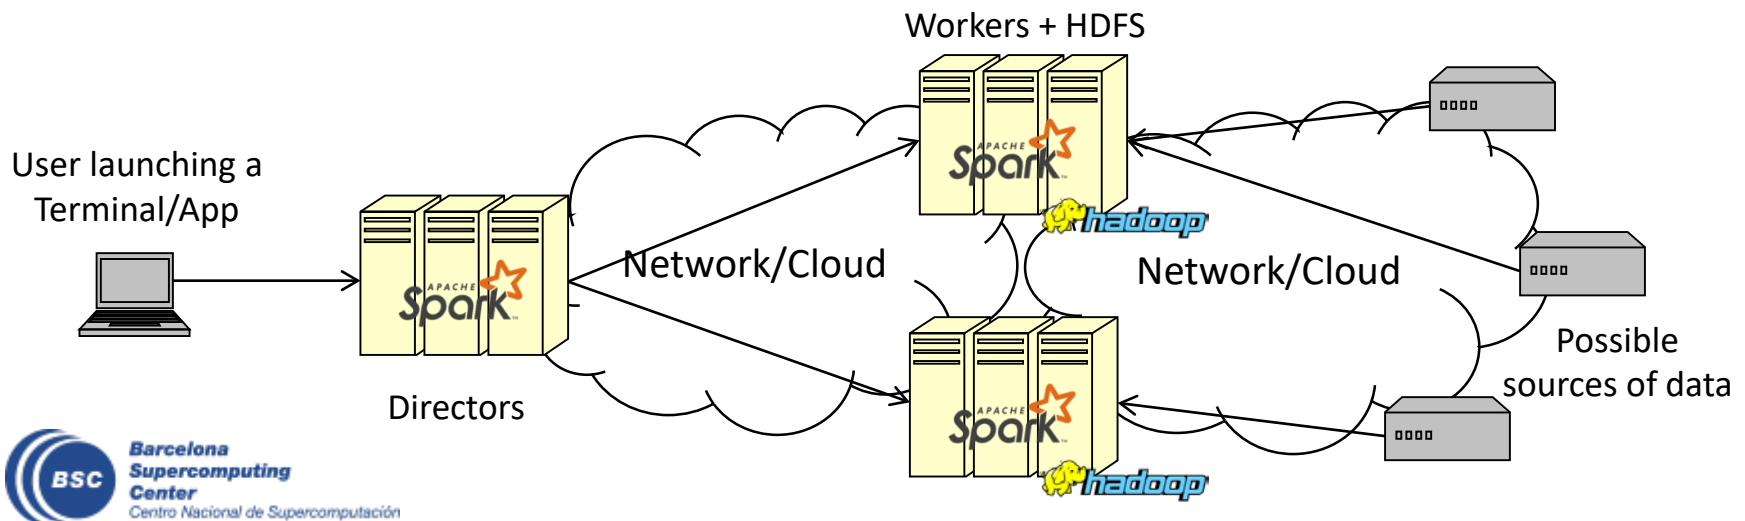 Workers + HDFS
User launching a
Terminal/App
APACHE
Spark
hadoop
Network/Cloud
Network/Cloud
APACHE
Spark
Directors
APACHE
Spark
hadoop
Possible
sources of data
BSC
Barcelona
Supercomputing
Center
Centro Nacional de Supercomputación